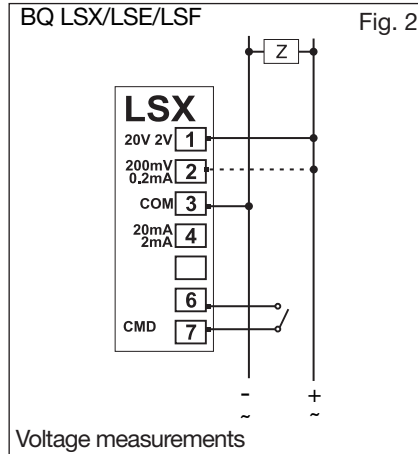 BQ LSX/LSE/LSF
Fig. 2
Z
LSX
20V 2V 1
200mV
0.2mA 2
COM 3
20mA
2mA 4
6
CMD 7
- +
~ ~
Voltage measurements